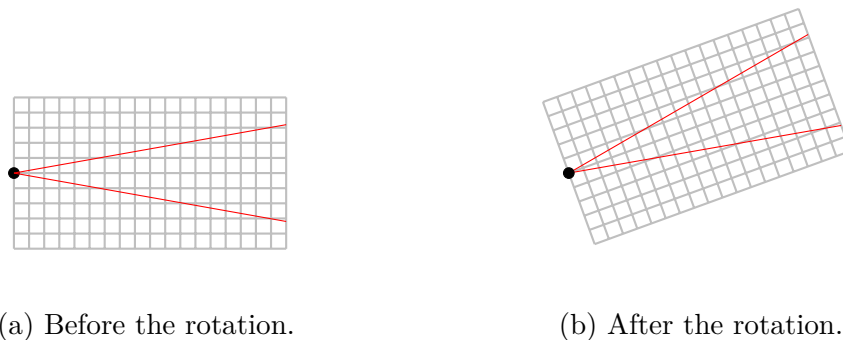 a) Before the rotation.
(b) After the rotation.